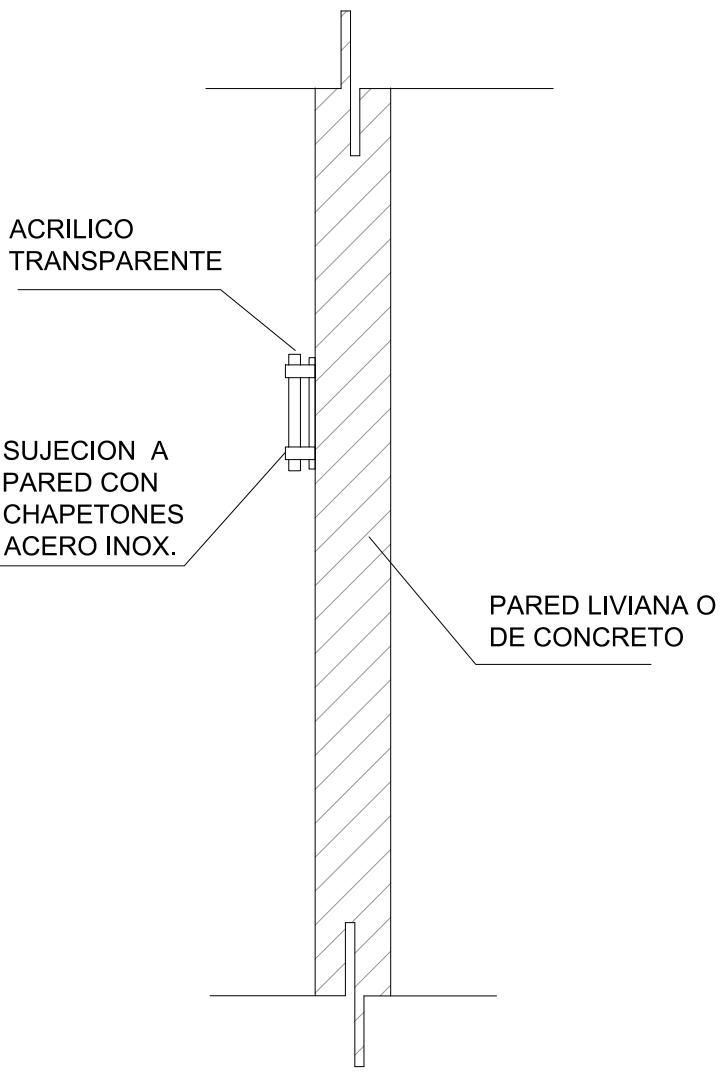 ACRILICO
TRANSPARENTE
SUJECION A
PARED CON
CHAPETONES
ACERO INOX.
PARED LIVIANA O
DE CONCRETO